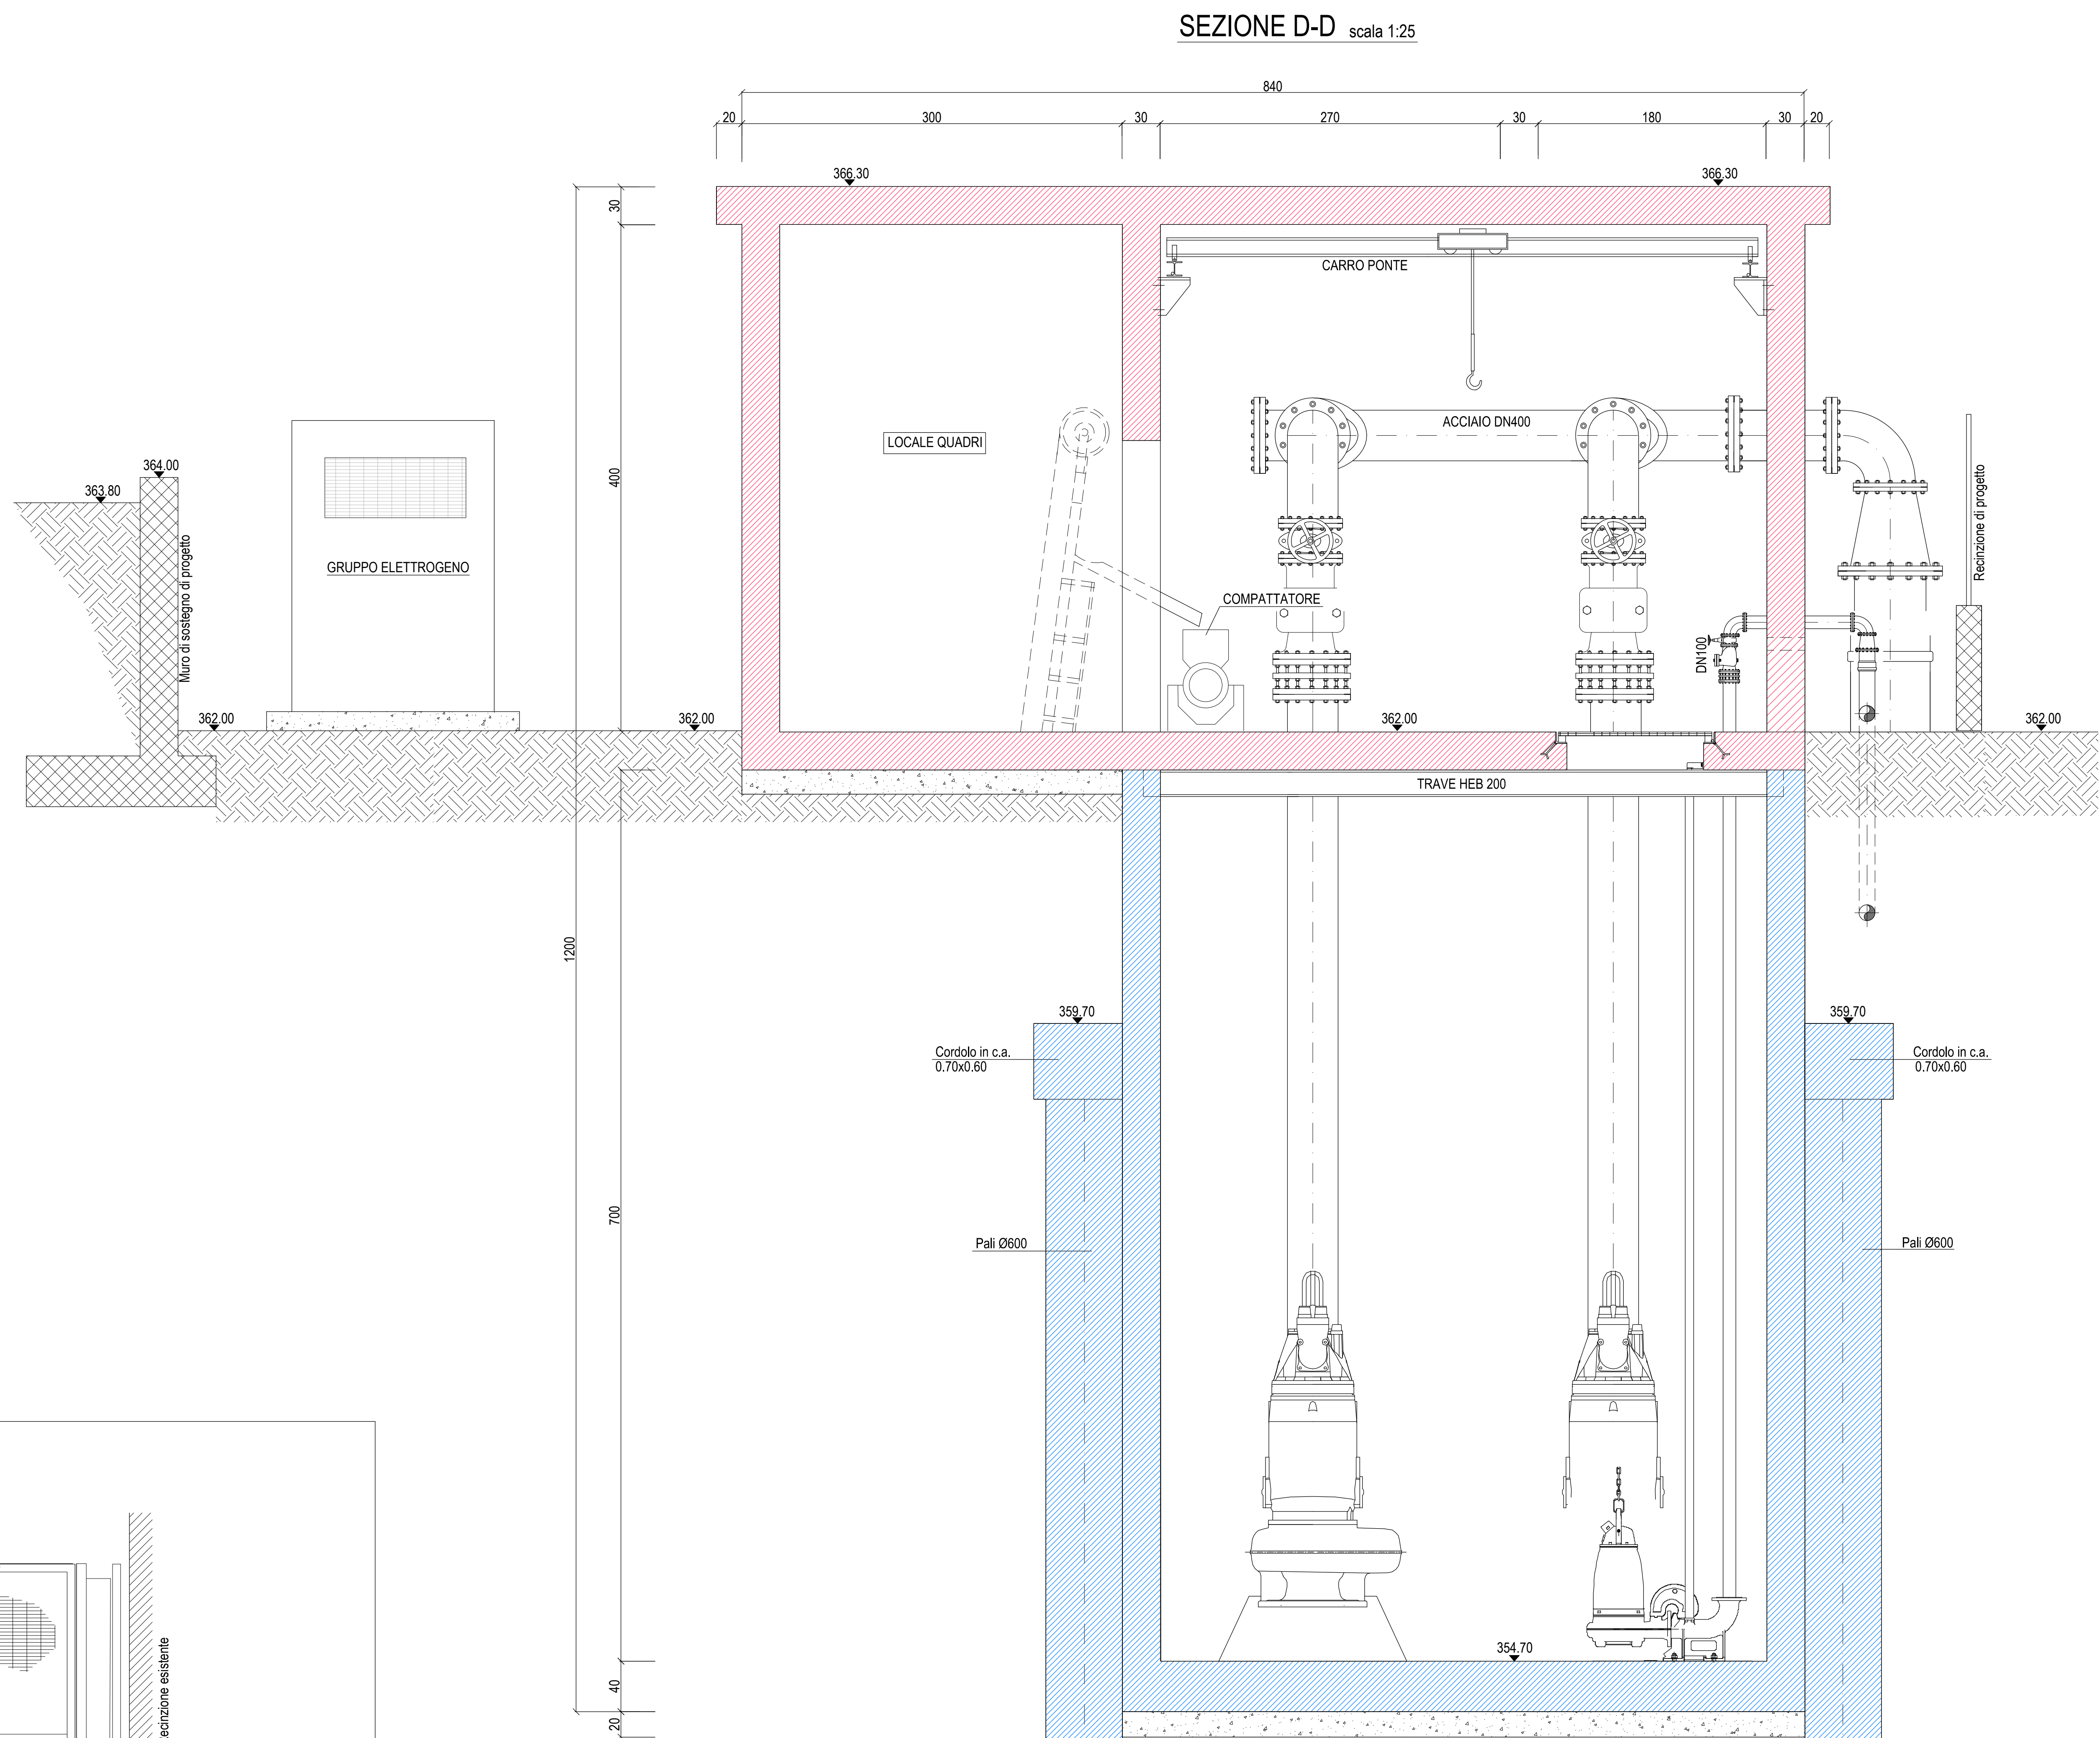 SEZIONE D-D scala 1:25
840
20 300 30 270 30 180 30 20
366.30 366.30
30
CARRO PONTE
LOCALE QUADRI
ACCIAIO DN400
364.00
363.80
400
Muro di sostegno di progetto
GRUPPO ELETTROGENO
Recinzione di progetto
COMPATTATORE
DN100
362.00 362.00 362.00 362.00
TRAVE HEB 200
1200
359.70 359.70
Cordolo in c.a.
0.70x0.60
Cordolo in c.a.
0.70x0.60
700
Pali Ø600
Pali Ø600
354.70
40
20
ecinzione esistente